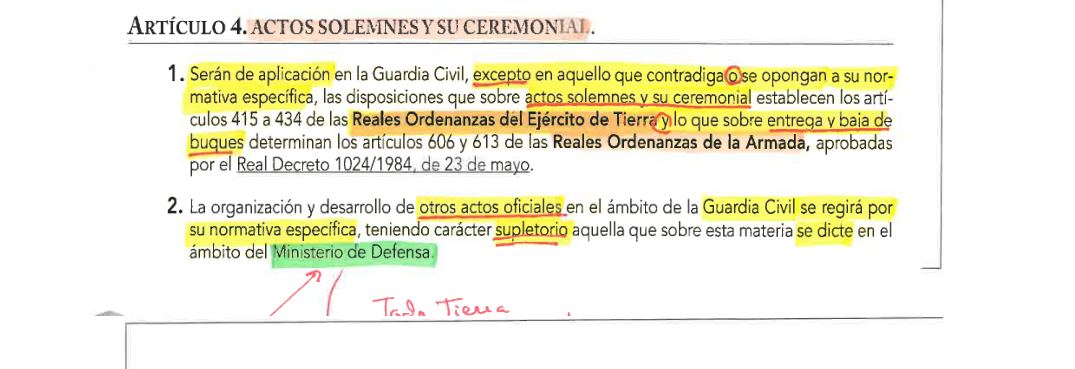 ARTÍCULO 4. ACTOS SOLEMNES Y SU CEREMONIAL.
1. Serán de aplicación en la Guardia Civil, excepto en aquello que contradiga o se opongan a su nor-
mativa específica, las disposiciones que sobre actos solemnes y su ceremonial establecen los artí-
culos 415 a 434 de las Reales Ordenanzas del Ejército de Tierra y lo que sobre entrega y baja de
buques determinan los artículos 606 y 613 de las Reales Ordenanzas de la Armada, aprobadas
por el Real Decreto 1024/1984, de 23 de mayo.
2. La organización y desarrollo de otros actos oficiales en el ámbito de la Guardia Civil se regirá por
su normativa específica, teniendo carácter supletorio aquella que sobre esta materia se dicte en el
ámbito del Ministerio de Defensa.
Tierra